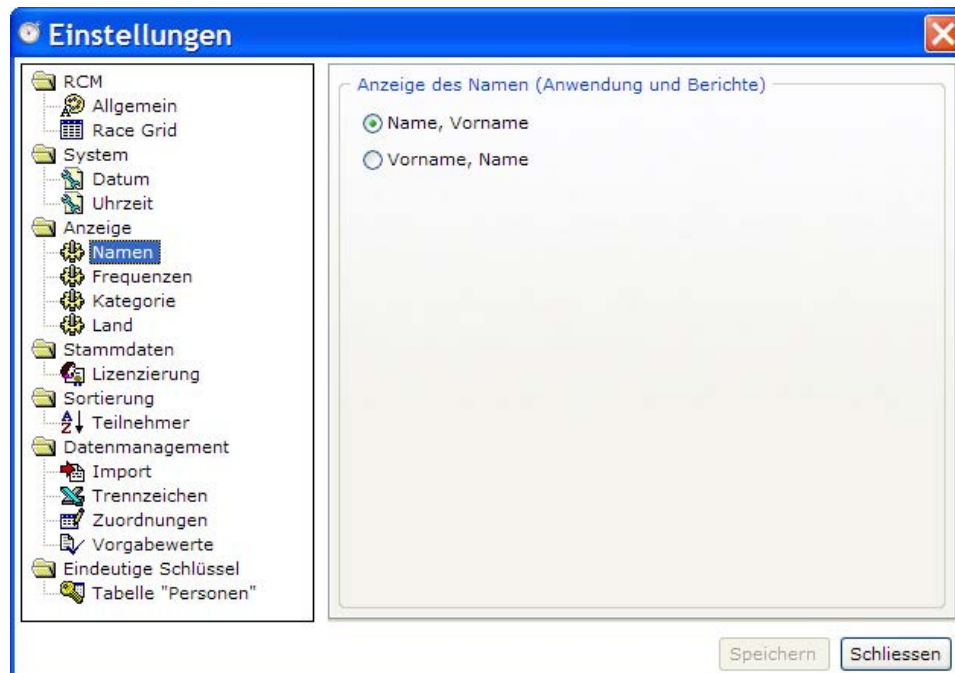 Einstellungen
RCM
Allgemein
Race Grid
System
Datum
Uhrzeit
Anzeige
Namen
Frequenzen
Kategorie
Land
Stammdaten
Lizenzierung
Sortierung
Teilnehmer
Datenmanagement
Import
Trennzeichen
Zuordnungen
Vorgabewerte
Eindeutige Schlüssel
Tabelle "Personen"
Anzeige des Namen (Anwendung und Berichte)
Name, Vorname
Vorname, Name
Speichern
Schliessen